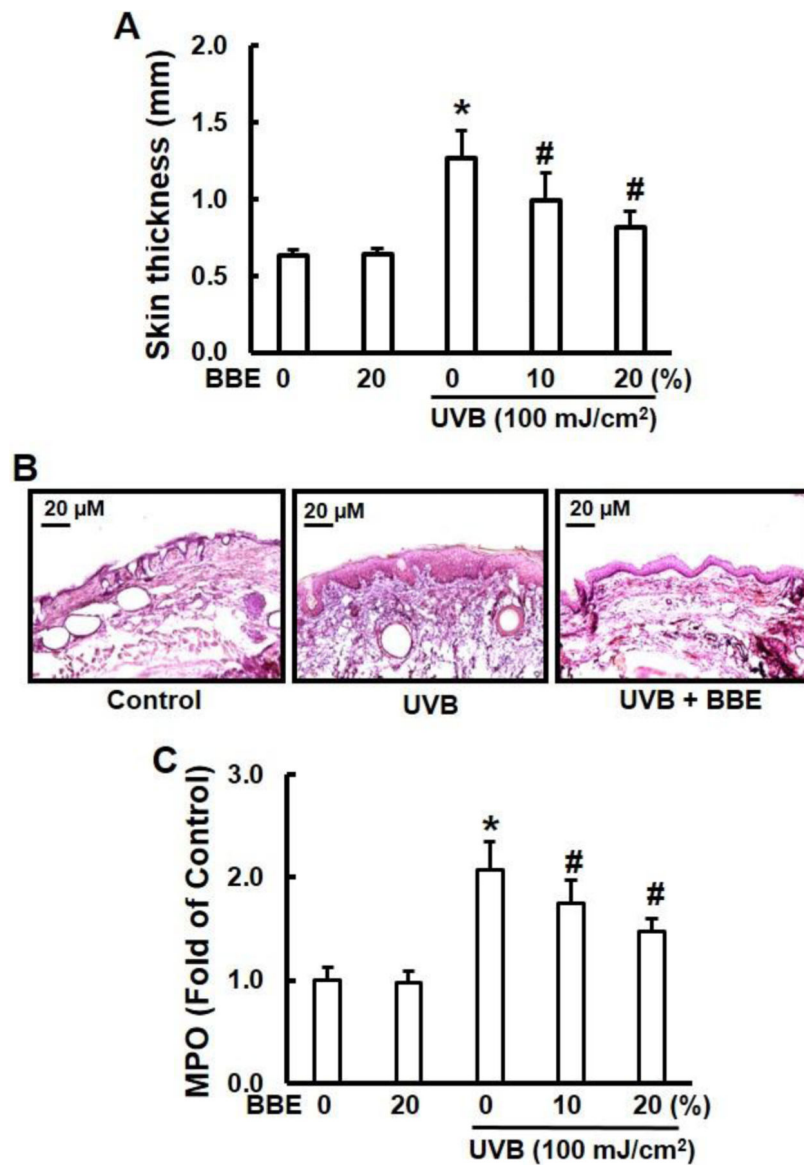 A
Skin thickness (mm)
2.0
1.5
1.0
0.5
0.0
*
#
#
BBE 0 20 0 10 20 (%)
UVB (100 mJ/cm²)
B
20 µM
20 µM
20 µM
Control
UVB
UVB + BBE
C
MPO (Fold of Control)
3.0
2.0
1.0
0.0
*
#
#
BBE 0 20 0 10 20 (%)
UVB (100 mJ/cm²)